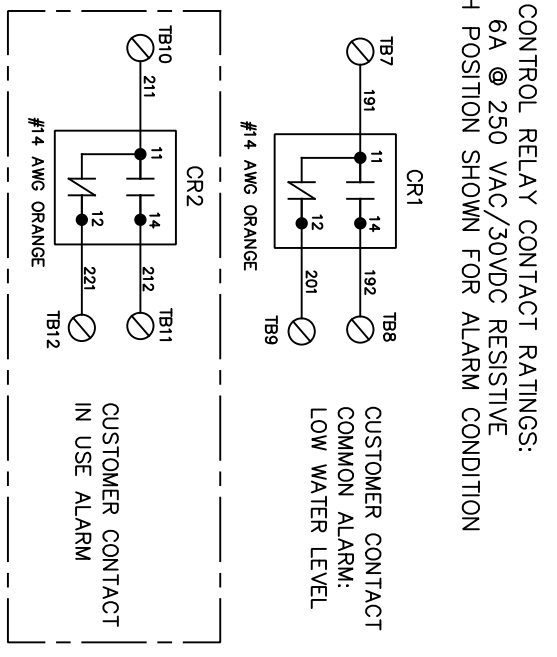 CONTROL RELAY CONTACT RATINGS:
6A @ 250 VAC/30VDC RESISTIVE
H POSITION SHOWN FOR ALARM CONDITION
TB7
191
11
CR1
14
192
TB8
12
201
TB9
#14 AWG ORANGE
CUSTOMER CONTACT
COMMON ALARM:
LOW WATER LEVEL
TB10
211
11
CR2
14
212
TB11
12
221
TB12
#14 AWG ORANGE
CUSTOMER CONTACT
IN USE ALARM